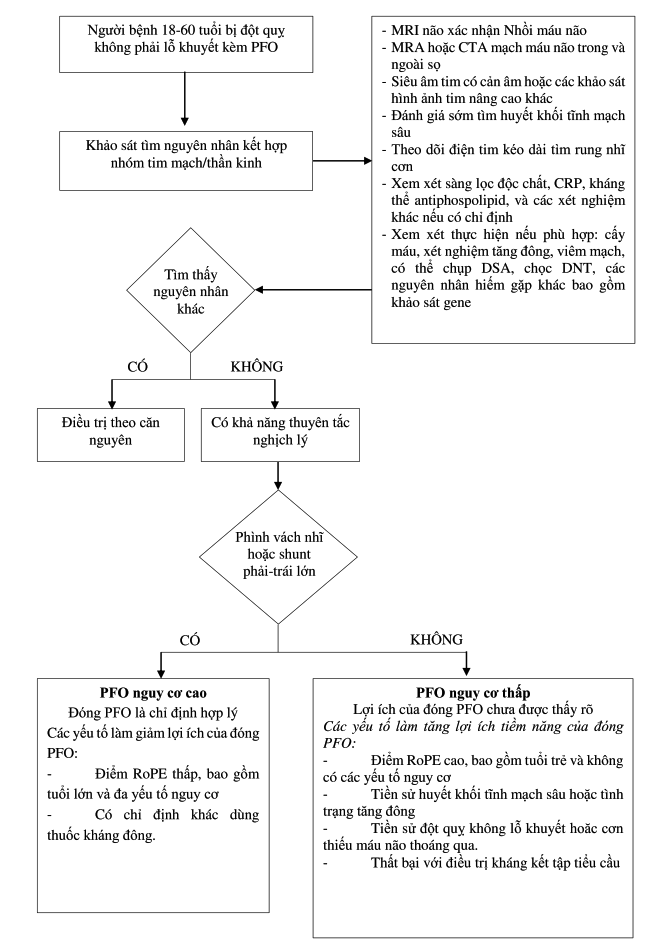 Người bệnh 18-60 tuổi bị đột quỵ
không phải lỗ khuyết kèm PFO
Khảo sát tìm nguyên nhân kết hợp
nhóm tim mạch/thần kinh
- MRI não xác nhận Nhồi máu não
- MRA hoặc CTA mạch máu não trong và
ngoài sọ
- Siêu âm tim có cản âm hoặc các khảo sát
hình ảnh tim nâng cao khác
- Đánh giá sớm tìm huyết khối tĩnh mạch
sâu
- Theo dõi điện tim kéo dài tìm rung nhĩ
cơn
- Xem xét sàng lọc độc chất, CRP, kháng
thể antiphospolipid, và các xét nghiệm
khác nếu có chỉ định
- Xem xét thực hiện nếu phù hợp: cấy
máu, xét nghiệm tăng đông, viêm mạch,
có thể chụp DSA, chọc DNT, các
nguyên nhân hiếm gặp khác bao gồm
khảo sát gene
Tìm thấy
nguyên nhân
khác
CÓ
KHÔNG
Điều trị theo căn
nguyên
Có khả năng thuyên tắc
nghịch lý
Phình vách nhĩ
hoặc shunt
phải-trái lớn
CÓ
KHÔNG
PFO nguy cơ cao
Đóng PFO là chỉ định hợp lý
Các yếu tố làm giảm lợi ích của đóng
PFO:
- Điểm RoPE thấp, bao gồm
tuổi lớn và đa yếu tố nguy cơ
- Có chỉ định khác dùng
thuốc kháng đông.
PFO nguy cơ thấp
Lợi ích của đóng PFO chưa được thấy rõ
Các yếu tố làm tăng lợi ích tiềm năng của đóng
PFO:
- Điểm RoPE cao, bao gồm tuổi trẻ và không
có các yếu tố nguy cơ
- Tiền sử huyết khối tĩnh mạch sâu hoặc tình
trạng tăng đông
- Tiền sử đột quỵ không lỗ khuyết hoăc cơn
thiếu máu não thoáng qua.
- Thất bại với điều trị kháng kết tập tiểu cầu